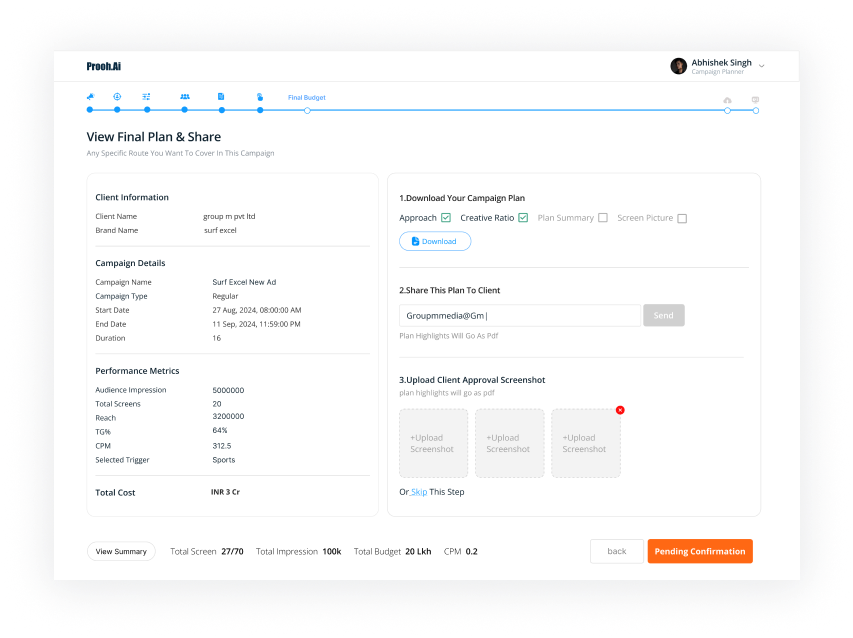 Prooh.Ai
Abhishek Singh
Campaign Planner
Final Budget
View Final Plan & Share
Any Specific Route You Want To Cover In This Campaign
Client Information
Client Name group m pvt ltd
Brand Name surf excel
Campaign Details
Campaign Name Surf Excel New Ad
Campaign Type Regular
Start Date 27 Aug, 2024, 08:00:00 AM
End Date 11 Sep, 2024, 11:59:00 PM
Duration 16
Performance Metrics
Audience Impression 5000000
Total Screens 20
Reach 3200000
TG% 64%
CPM 312.5
Selected Trigger Sports
Total Cost INR 3 Cr
1.Download Your Campaign Plan
Approach Creative Ratio Plan Summary Screen Picture
Download
2.Share This Plan To Client
Groupmmedia@Gm| Send
Plan Highlights Will Go As Pdf
3.Upload Client Approval Screenshot
plan highlights will go as pdf
+Upload Screenshot
+Upload Screenshot
+Upload Screenshot
Or Skip This Step
View Summary Total Screen 27/70 Total Impression 100k Total Budget 20 Lkh CPM 0.2 back Pending Confirmation